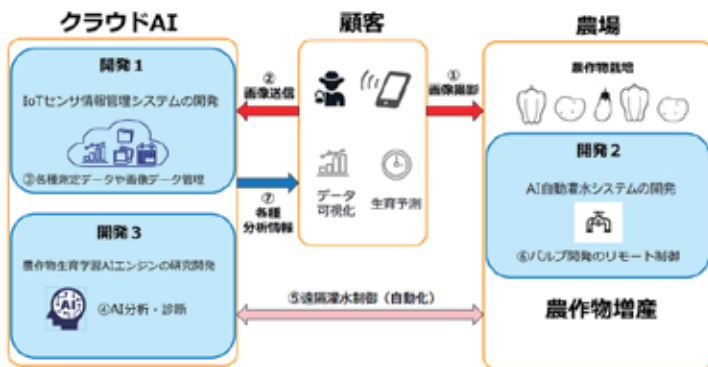 クラウドAI
開発1
IoTセンサ情報管理システムの開発
③各種測定データや画像データ管理
開発3
農作物生育学習AIエンジンの研究開発
AI
④AI分析・診断
②
画像送信
⑦
各種
分析情報
顧客
データ
可視化
生育予測
①
画像撮影
⑤遠隔灌水制御（自動化）
農場
農作物栽培
開発2
AI自動灌水システムの開発
⑥バルブ開発のリモート制御
農作物増産